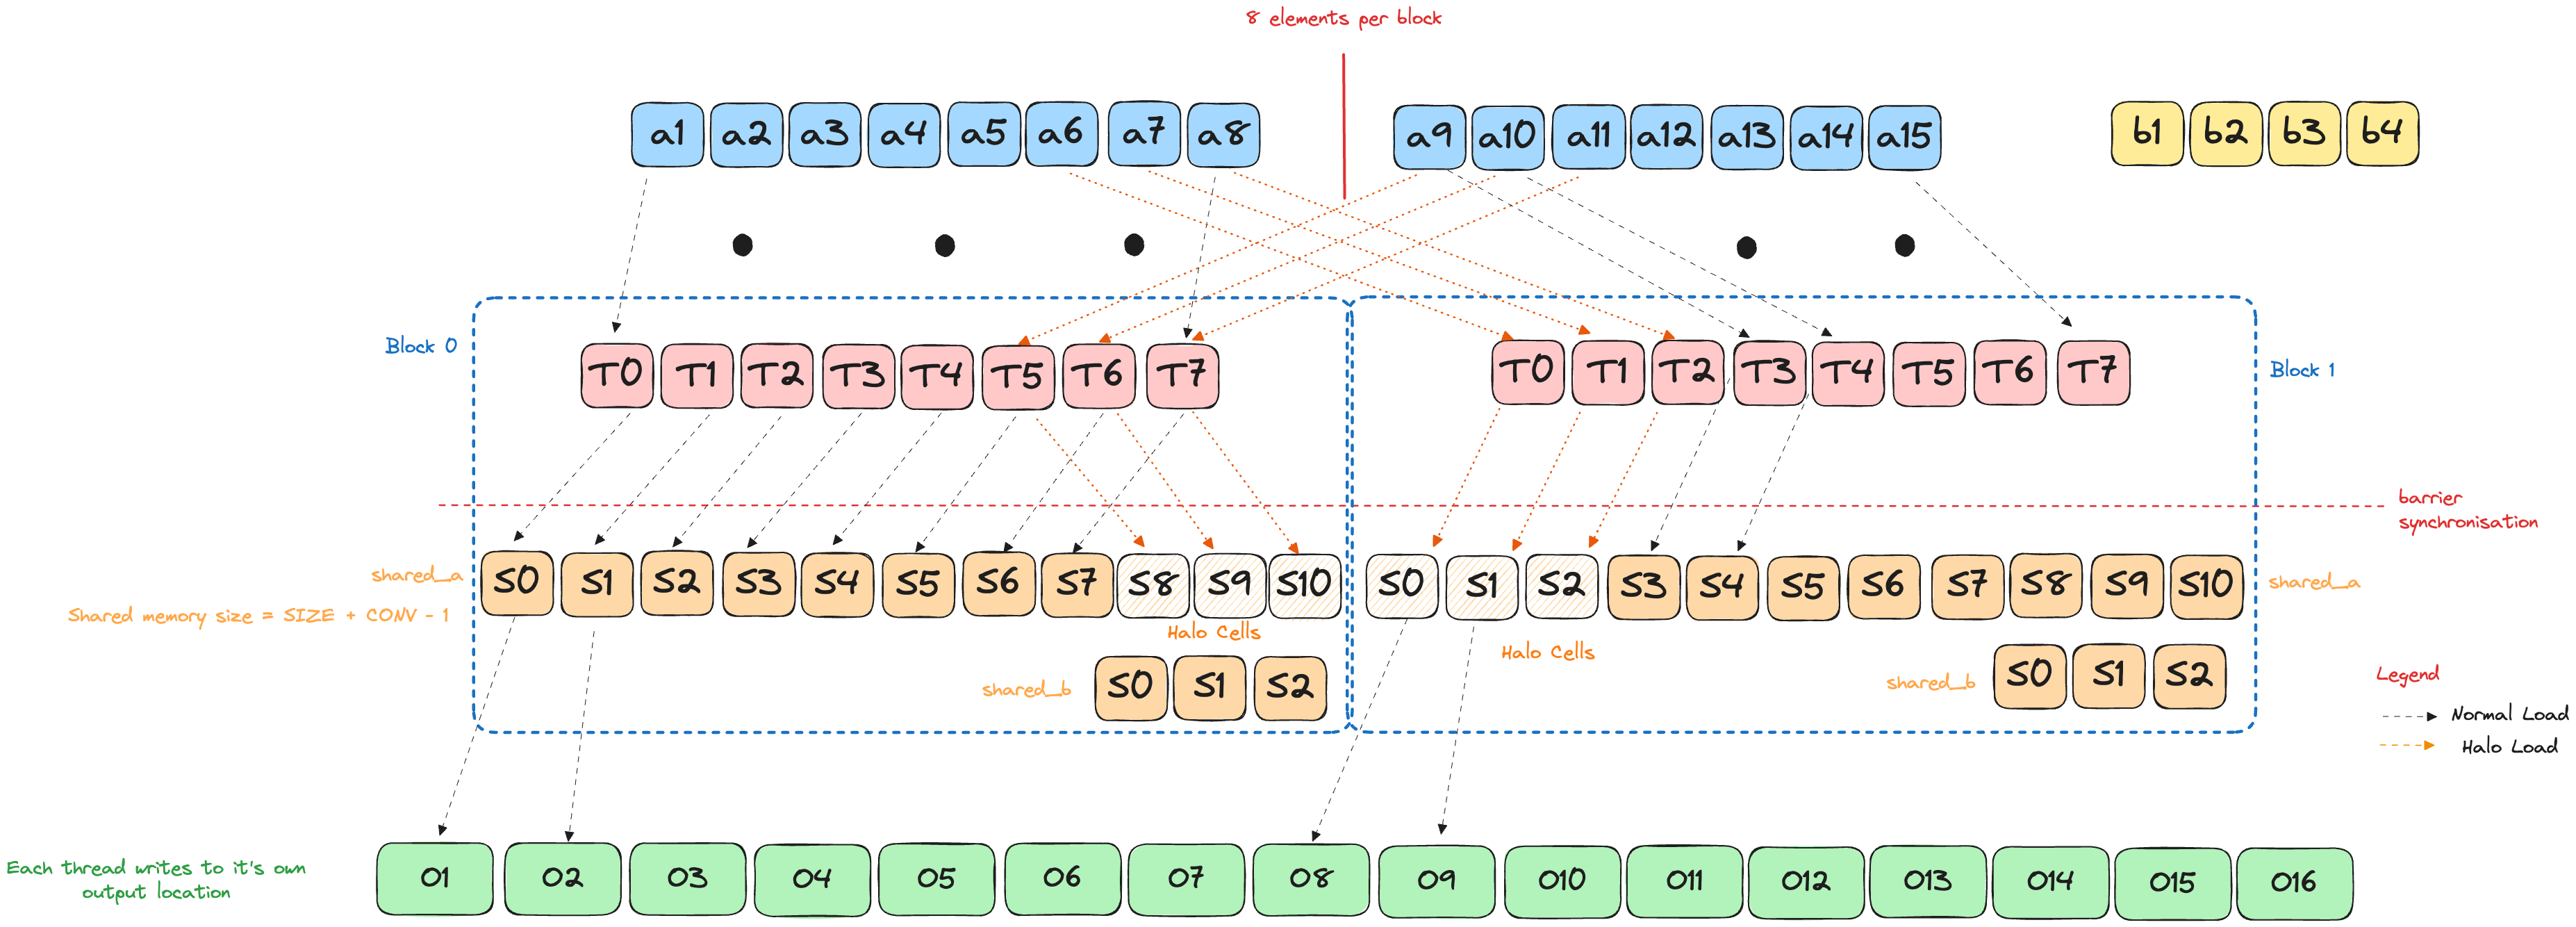 8 elements per block
a1 a2 a3 a4 a5 a6 a7 a8 a9 a10 a11 a12 a13 a14 a15 b1 b2 b3 b4
Block 0
T0 T1 T2 T3 T4 T5 T6 T7
T0 T1 T2 T3 T4 T5 T6 T7
Block 1
barrier
synchronisation
shared_a
S0 S1 S2 S3 S4 S5 S6 S7 S8 S9 S10
S0 S1 S2 S3 S4 S5 S6 S7 S8 S9 S10
shared_a
Shared memory size = SIZE + CONV - 1
Halo Cells
Halo Cells
shared_b
S0 S1 S2
shared_b
S0 S1 S2
Legend
Normal Load
Halo Load
Each thread writes to it's own
output location
O1 O2 O3 O4 O5 O6 O7 O8 O9 O10 O11 O12 O13 O14 O15 O16